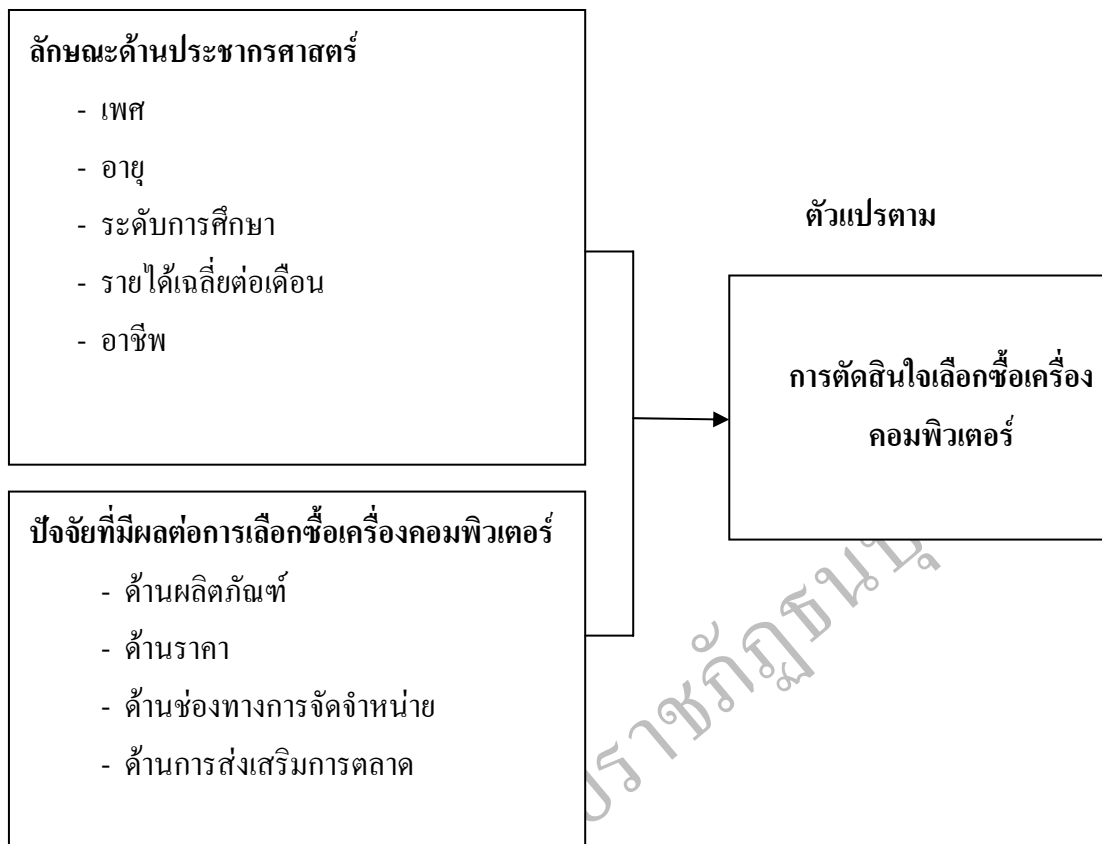 ลักษณะด้านประชากรศาสตร์
- เพศ
- อายุ
- ระดับการศึกษา
- รายได้เฉลี่ยต่อเดือน
- อาชีพ
ตัวแปรตาม
การตัดสินใจเลือกซื้อเครื่อง
คอมพิวเตอร์
ปัจจัยที่มีผลต่อการเลือกซื้อเครื่องคอมพิวเตอร์
- ด้านผลิตภัณฑ์
- ด้านราคา
- ด้านช่องทางการจัดจำหน่าย
- ด้านการส่งเสริมการตลาด
ราชภัฏธนบุ